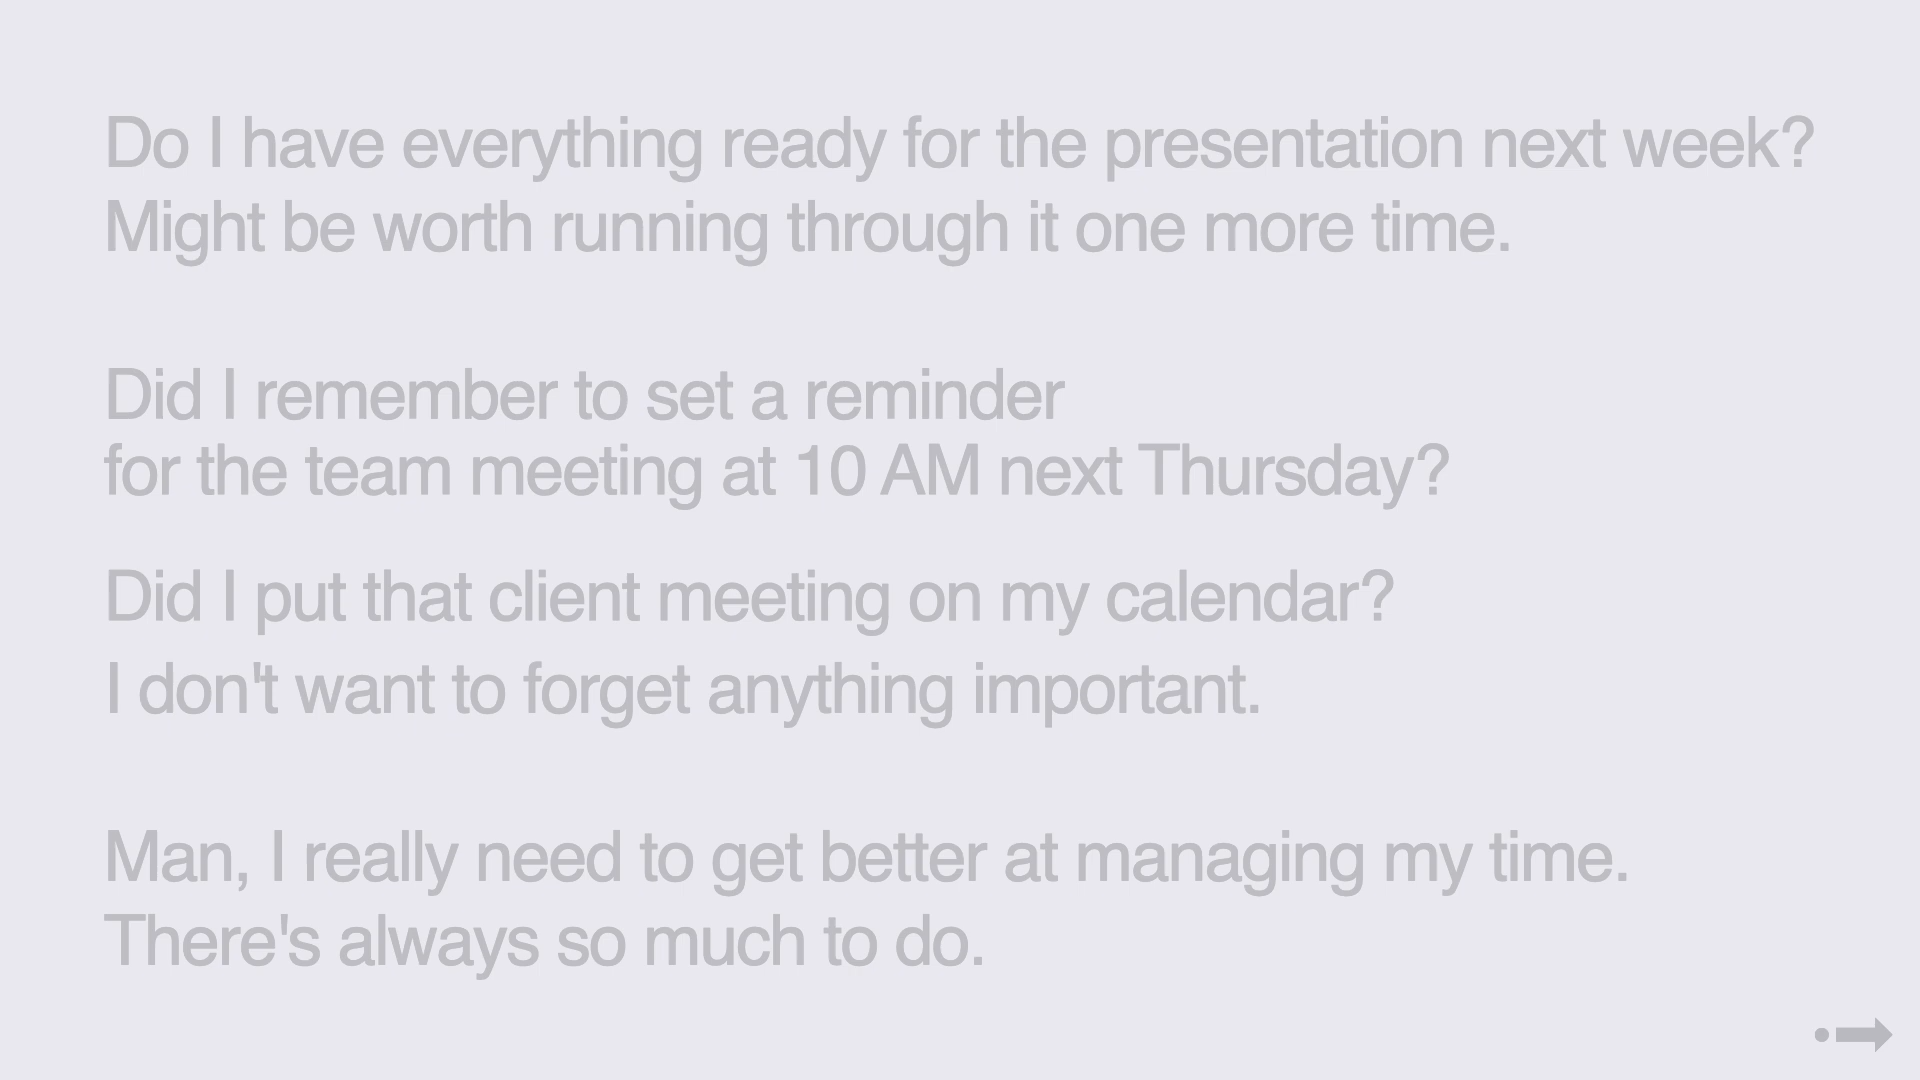 Do I have everything ready for the presentation next week?
Might be worth running through it one more time.
Did I remember to set a reminder
for the team meeting at 10 AM next Thursday?
Did I put that client meeting on my calendar?
I don't want to forget anything important.
Man, I really need to get better at managing my time.
There's always so much to do.